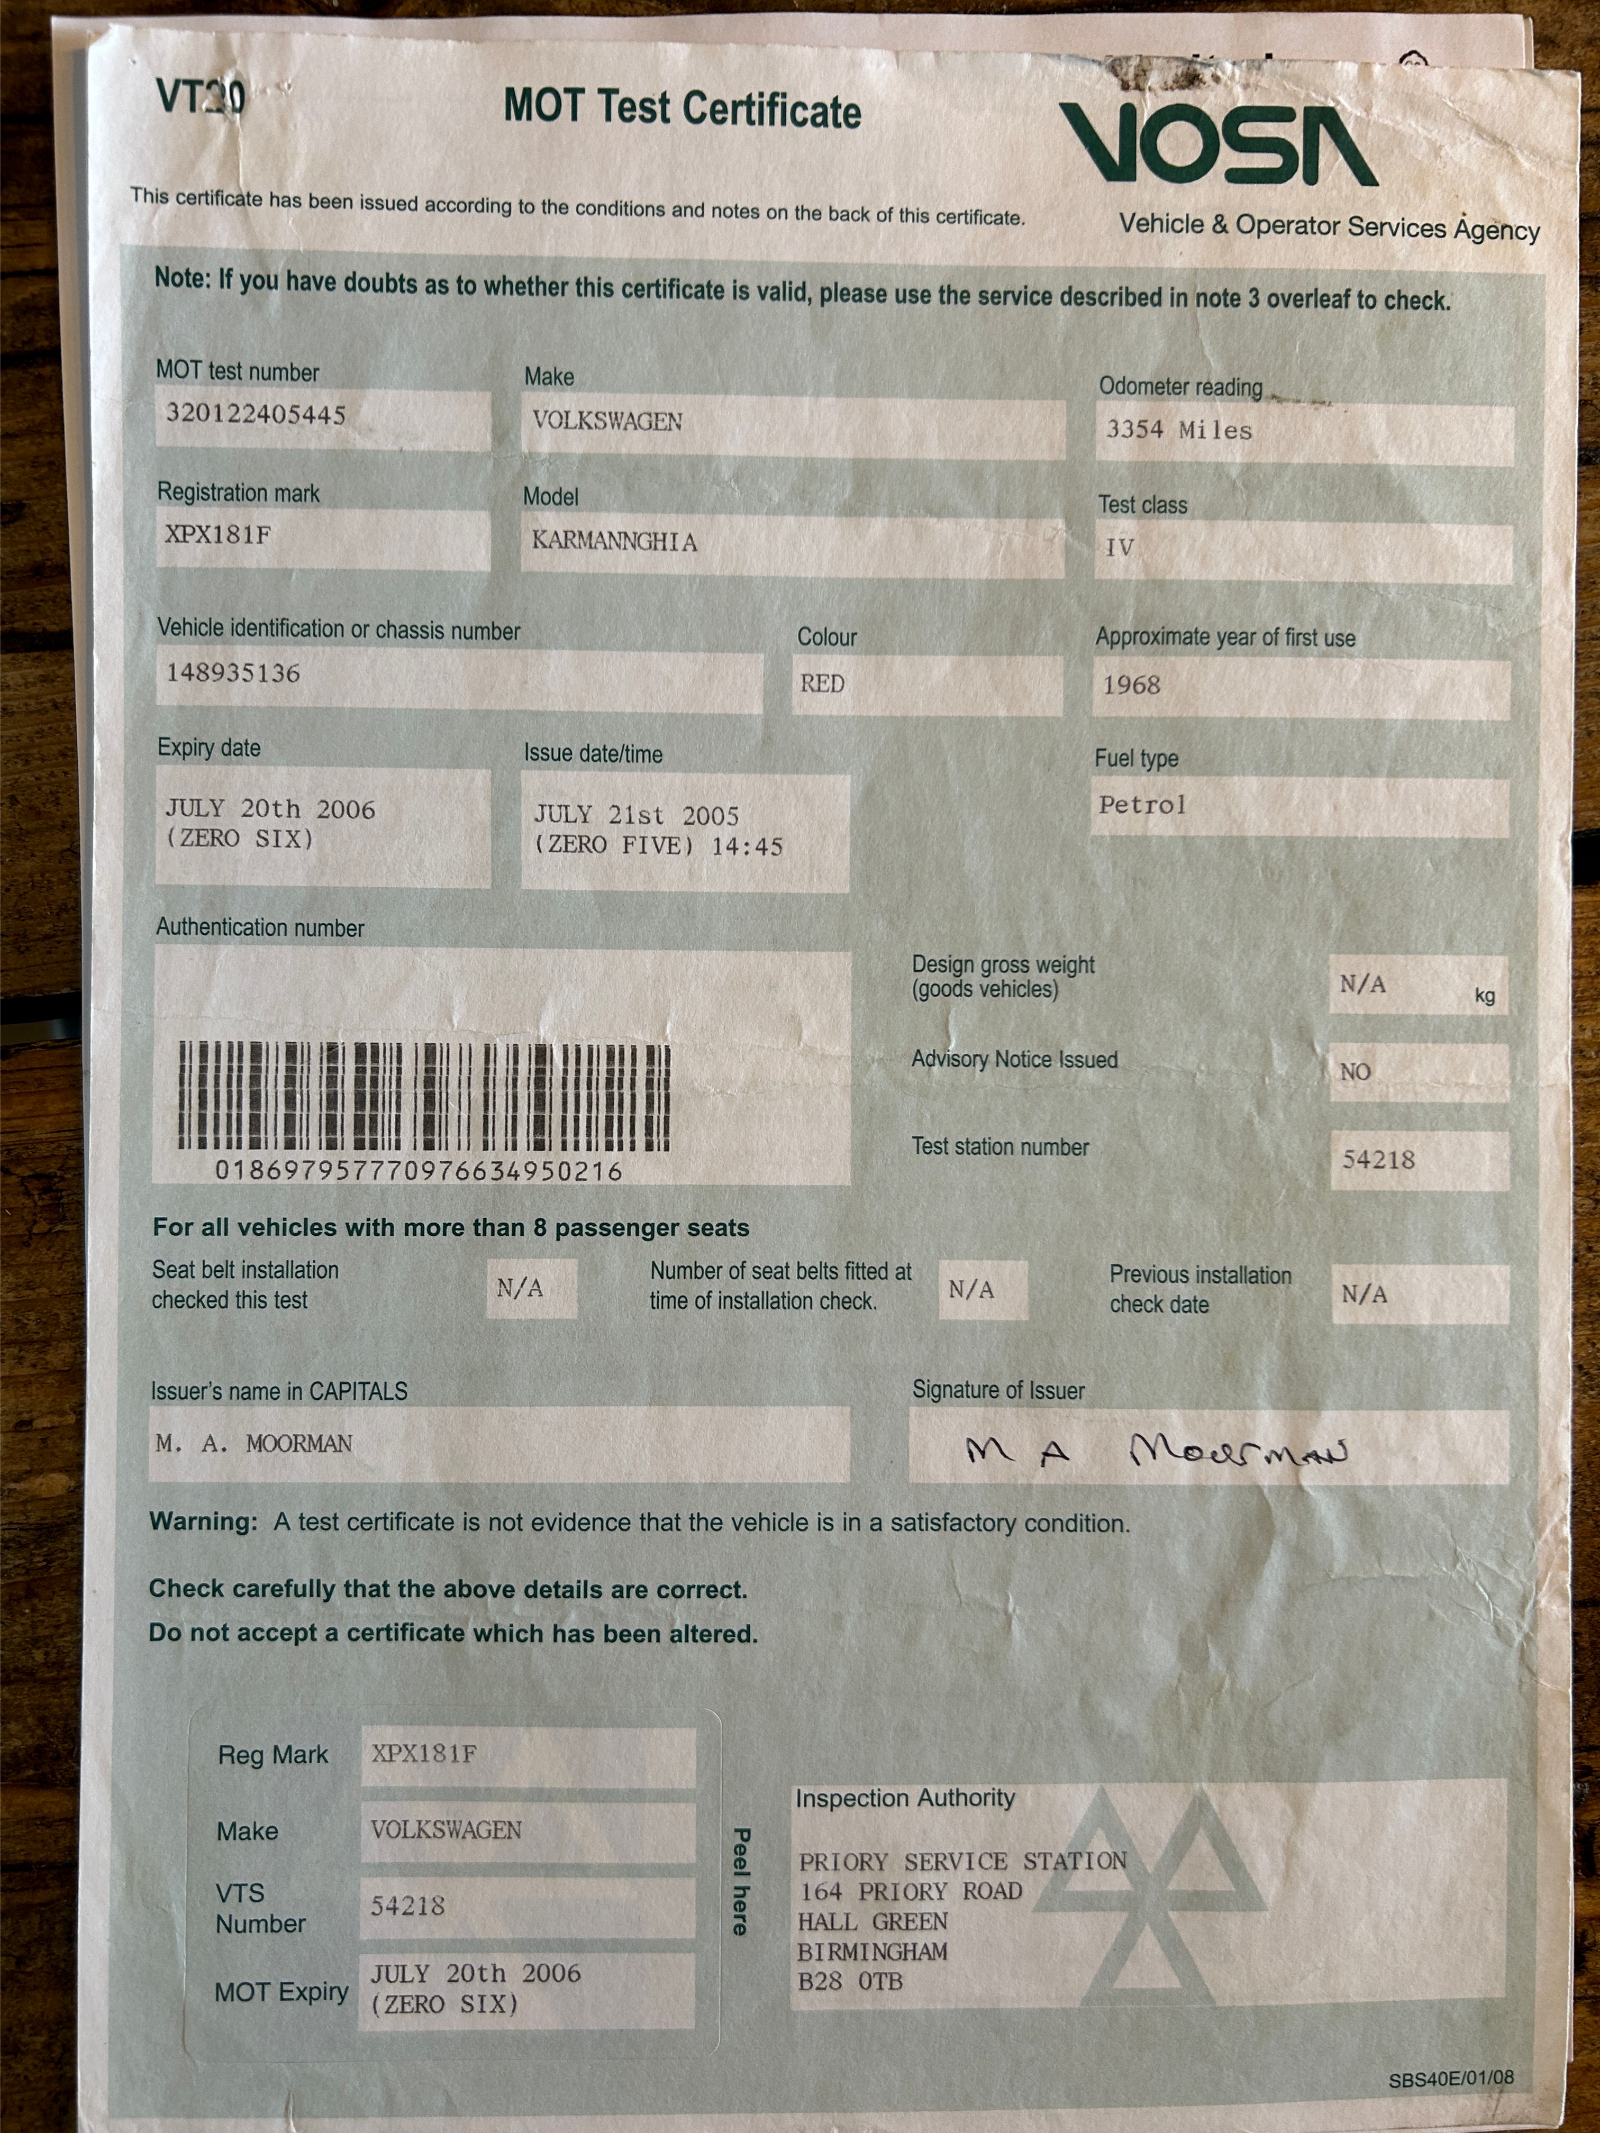 VT20
MOT Test Certificate
VOSA
This certificate has been issued according to the conditions and notes on the back of this certificate.
Vehicle & Operator Services Agency
Note: If you have doubts as to whether this certificate is valid, please use the service described in note 3 overleaf to check.
MOT test number
320122405445
Make
VOLKSWAGEN
Odometer reading
3354 Miles
Registration mark
XPX181F
Model
KARMANNGHIA
Test class
IV
Vehicle identification or chassis number
148935136
Colour
RED
Approximate year of first use
1968
Expiry date
JULY 20th 2006
(ZERO SIX)
Issue date/time
JULY 21st 2005
(ZERO FIVE) 14:45
Fuel type
Petrol
Authentication number
018697957770976634950216
Design gross weight
(goods vehicles)
N/A kg
Advisory Notice Issued
NO
Test station number
54218
For all vehicles with more than 8 passenger seats
Seat belt installation
checked this test
N/A
Number of seat belts fitted at
time of installation check.
N/A
Previous installation
check date
N/A
Issuer's name in CAPITALS
M. A. MOORMAN
Signature of Issuer
M A Moorman
Warning: A test certificate is not evidence that the vehicle is in a satisfactory condition.
Check carefully that the above details are correct.
Do not accept a certificate which has been altered.
Reg Mark
XPX181F
Make
VOLKSWAGEN
VTS
Number
54218
MOT Expiry
JULY 20th 2006
(ZERO SIX)
Peel here
Inspection Authority
PRIORY SERVICE STATION
164 PRIORY ROAD
HALL GREEN
BIRMINGHAM
B28 0TB
SBS40E/01/08